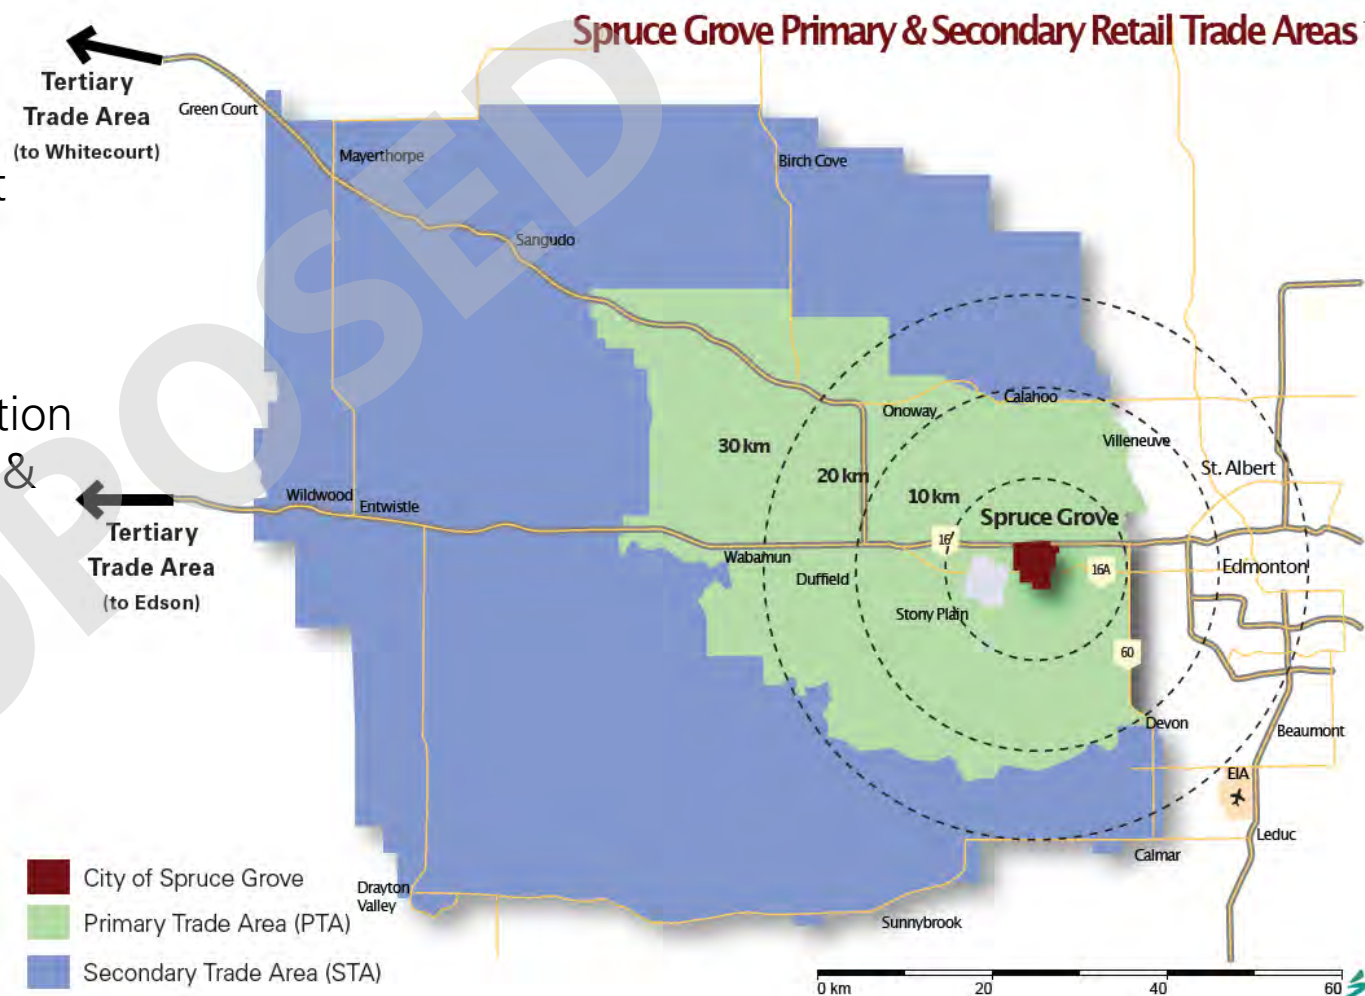 Spruce Grove Primary & Secondary Retail Trade Areas
Tertiary
Trade Area
(to Whitecourt)
Green Court
Mayerthorpe
Birch Cove
t
Sangudo
tion
&
30 km
20 km
10 km
Onoway
Calahoo
Villeneuve
St. Albert
Wildwood
Entwistle
Spruce Grove
16
16A
60
Tertiary
Trade Area
(to Edson)
Wabamun
Duffield
Stony Plain
Edmonton
Devon
Beaumont
EIA
Leduc
Calmar
Drayton
Valley
Sunnybrook
City of Spruce Grove
Primary Trade Area (PTA)
Secondary Trade Area (STA)
0 km
20
40
60
UPOSED